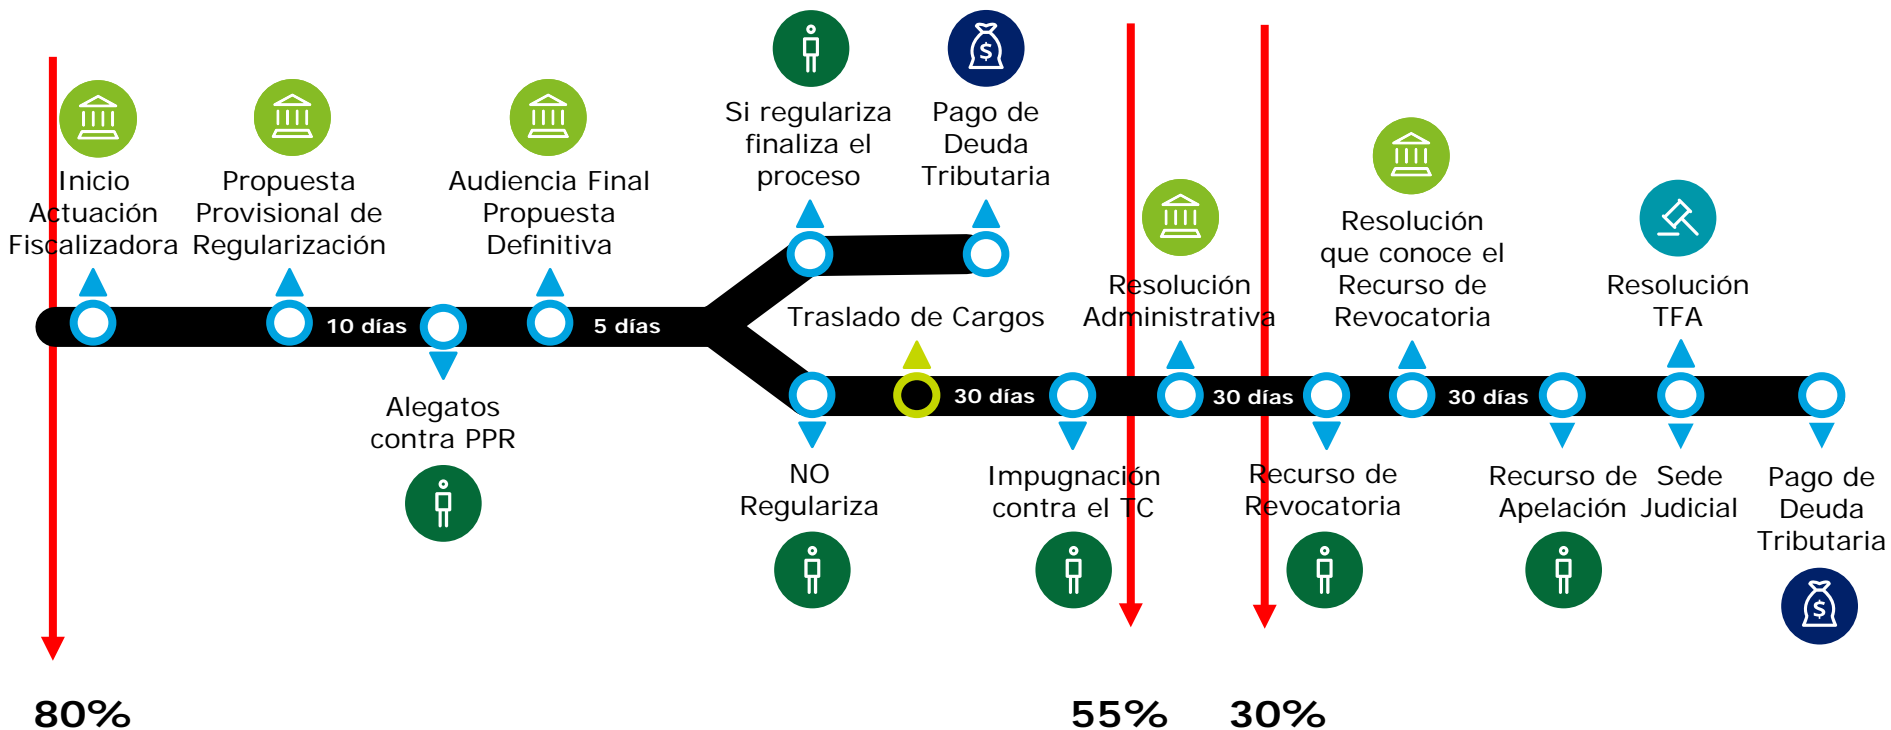 Inicio
Actuación
Fiscalizadora
Propuesta
Provisional de
Regularización
10 días
Alegatos
contra PPR
Audiencia Final
Propuesta
Definitiva
5 días
Si regulariza
finaliza el
proceso
Pago de
Deuda
Tributaria
NO
Regulariza
Traslado de Cargos
30 días
Impugnación
contra el TC
Resolución
Administrativa
30 días
Recurso de
Revocatoria
Resolución
que conoce el
Recurso de
Revocatoria
30 días
Recurso de
Apelación
Resolución
TFA
Sede
Judicial
Pago de
Deuda
Tributaria
$
$
80%
55%
30%